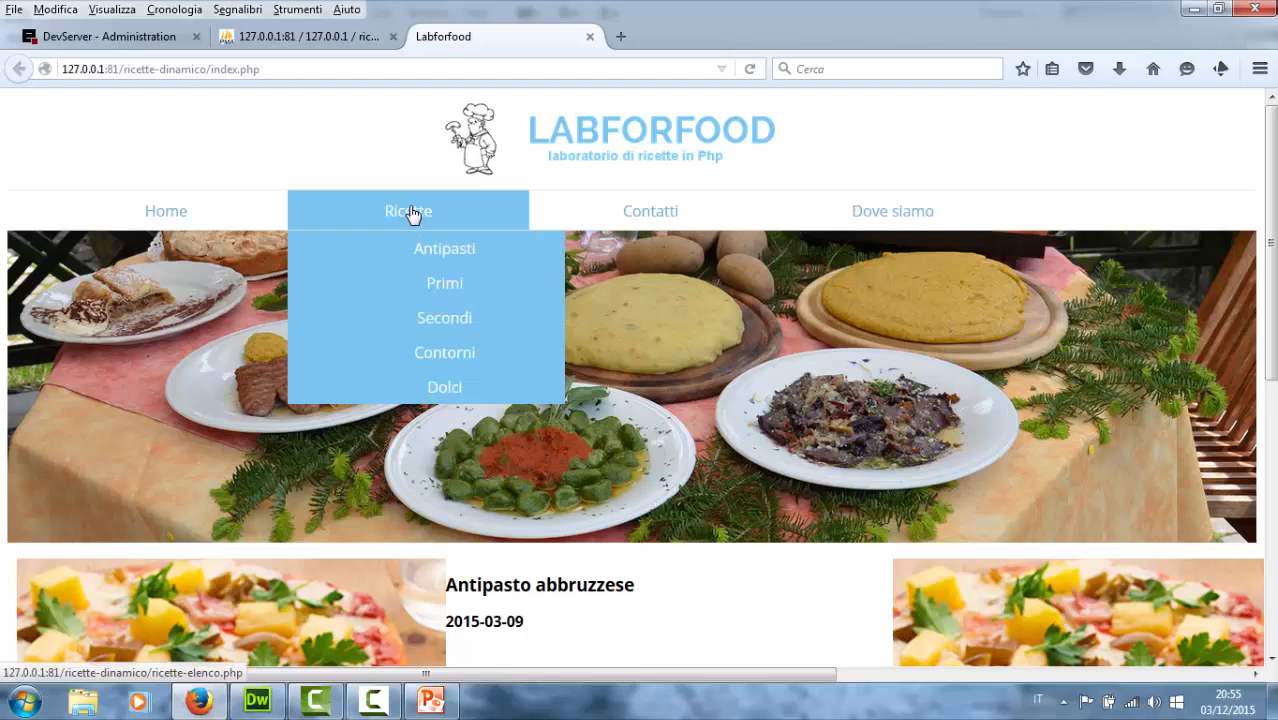 File Modifica Visualizza Cronologia Segnalibri Strumenti Aiuto
DevServer - Administration
127.0.0.1:81 / 127.0.0.1 / ric...
Labforfood
127.0.0.1:81/ricette-dinamico/index.php
Cerca
LABFORFOOD
laboratorio di ricette in Php
Home Ricette Contatti Dove siamo
Antipasti
Primi
Secondi
Contorni
Dolci
Antipasto abbruzzese
2015-03-09
127.0.0.1:81/ricette-dinamico/ricette-elenco.php
Dw
IT
20:55
03/12/2015